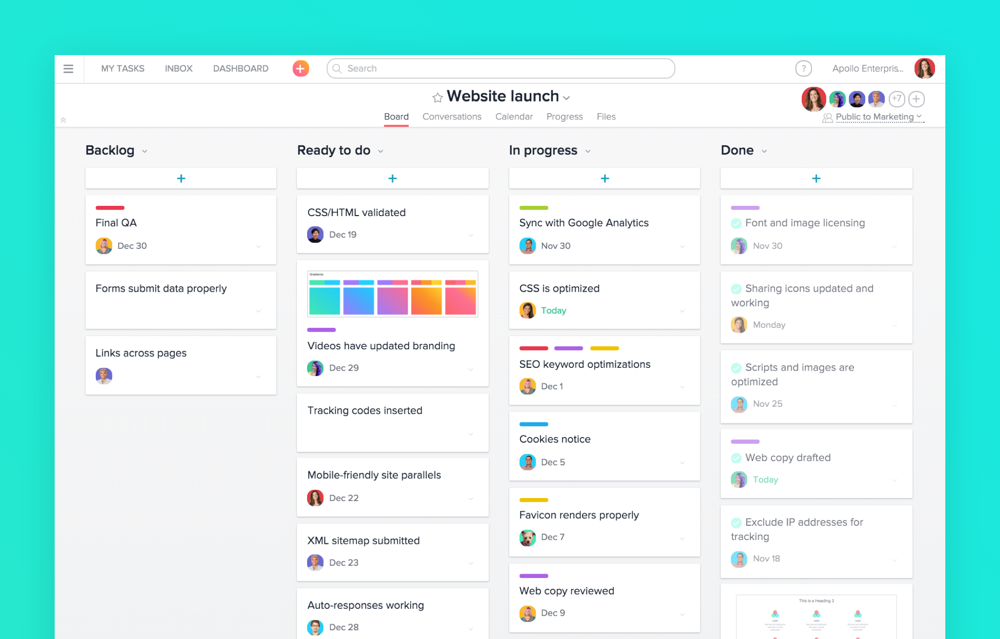 MY TASKS
INBOX
DASHBOARD
Search
?
Apollo Enterpris...
Website launch
+7
Board
Conversations
Calendar
Progress
Files
Public to Marketing
Backlog
Final QA
Dec 30
Forms submit data properly
Links across pages
Ready to do
CSS/HTML validated
Dec 19
Gradients
Videos have updated branding
Dec 29
Tracking codes inserted
Mobile-friendly site parallels
Dec 22
XML sitemap submitted
Dec 23
Auto-responses working
Dec 28
In progress
Sync with Google Analytics
Nov 30
CSS is optimized
Today
SEO keyword optimizations
Dec 1
Cookies notice
Dec 5
Favicon renders properly
Dec 7
Web copy reviewed
Dec 9
Done
Font and image licensing
Nov 30
Sharing icons updated and
working
Monday
Scripts and images are
optimized
Nov 25
Web copy drafted
Today
Exclude IP addresses for
tracking
Nov 18
This is a Heading 2
Label
Label
Label